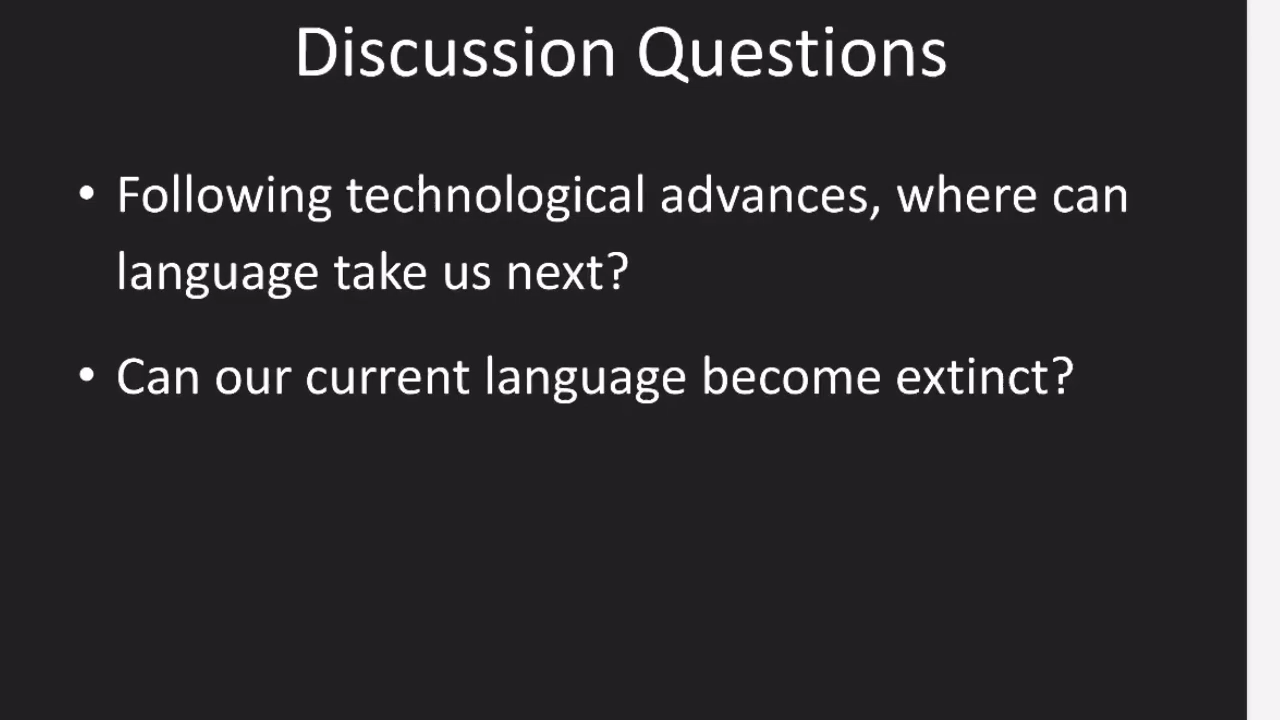 Discussion Questions
• Following technological advances, where can
language take us next?
• Can our current language become extinct?